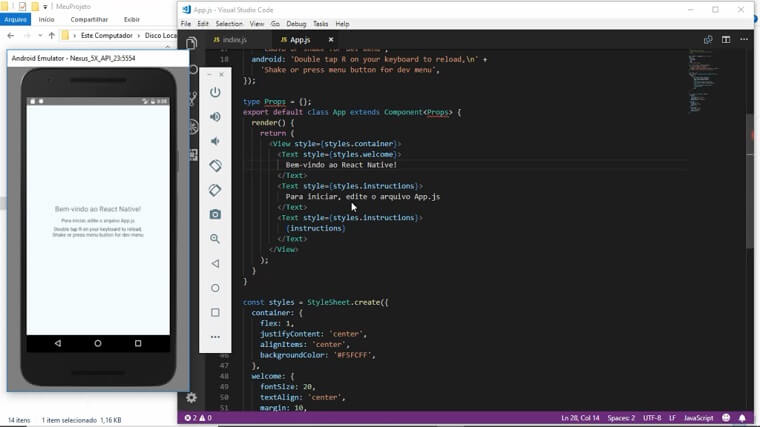 MeuProjeto
Arquivo Início Compartilhar Exibir
Este Computador Disco Loca
14 itens 1 item selecionado 1,16 KB
Android Emulator - Nexus_5X_API_23:5554
Bem-vindo ao React Native!
Para iniciar, edite o arquivo App.js
Double tap R on your keyboard to reload,
Shake or press menu button for dev menu
App.js - Visual Studio Code
File Edit Selection View Go Debug Tasks Help
index.js App.js
18 android: 'Double tap R on your keyboard to reload,\n' +
'Shake or press menu button for dev menu',
});
type Props = {};
export default class App extends Component<Props> {
render() {
return (
<View style={styles.container}>
<Text style={styles.welcome}>
Bem-vindo ao React Native!
</Text>
<Text style={styles.instructions}>
Para iniciar, edite o arquivo App.js
</Text>
<Text style={styles.instructions}>
{instructions}
</Text>
</View>
);
}
}
const styles = StyleSheet.create({
container: {
flex: 1,
justifyContent: 'center',
alignItems: 'center',
46 backgroundColor: '#F5FCFF',
47 },
48 welcome: {
49 fontSize: 20,
50 textAlign: 'center',
51 margin: 10,
2 0 Ln 28, Col 14 Spaces: 2 UTF-8 LF JavaScript